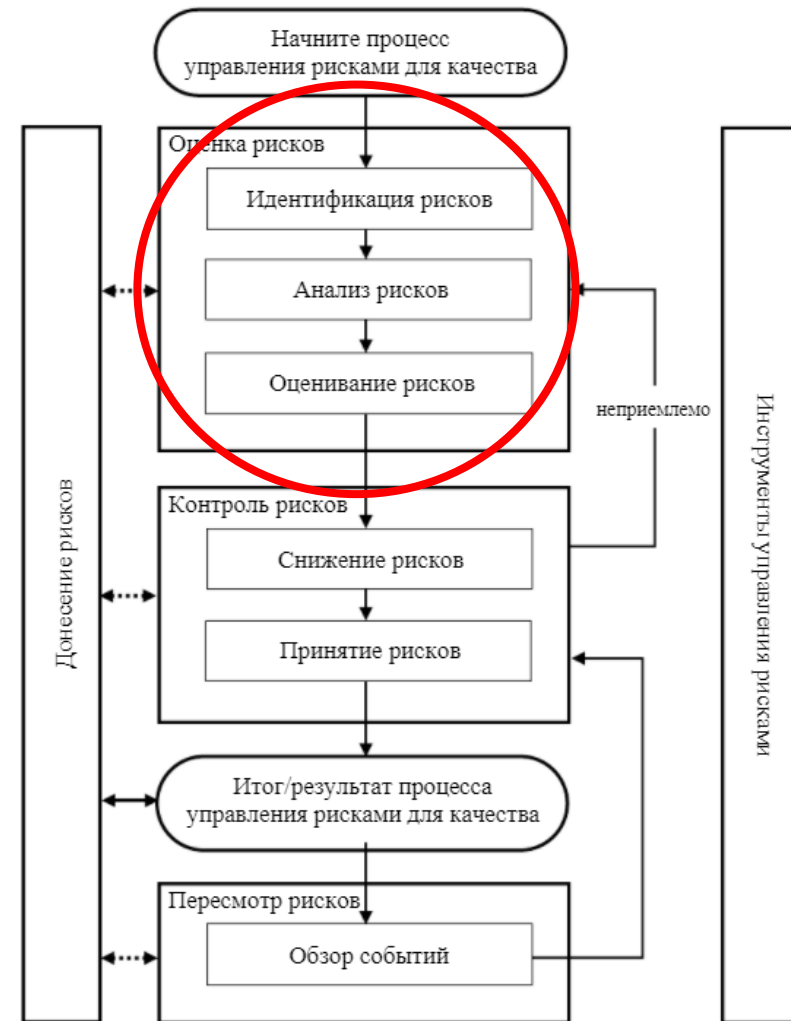 Начните процесс
управления рисками для качества
Оценка рисков
Идентификация рисков
Анализ рисков
Оценивание рисков
неприемлемо
Контроль рисков
Снижение рисков
Принятие рисков
Итог/результат процесса
управления рисками для качества
Пересмотр рисков
Обзор событий
Донесение рисков
Инструменты управления рисками